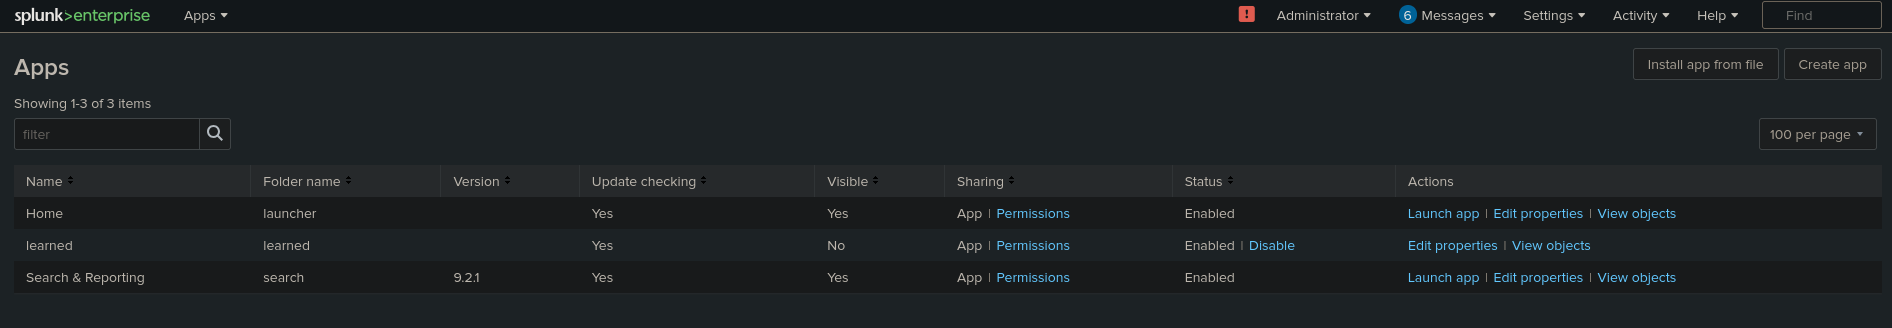 splunk>enterprise Apps Administrator 6 Messages Settings Activity Help Find
Apps Install app from file Create app
Showing 1-3 of 3 items
filter 100 per page
Name Folder name Version Update checking Visible Sharing Status Actions
Home launcher Yes Yes App | Permissions Enabled Launch app | Edit properties | View objects
learned learned Yes No App | Permissions Enabled | Disable Edit properties | View objects
Search & Reporting search 9.2.1 Yes Yes App | Permissions Enabled Launch app | Edit properties | View objects